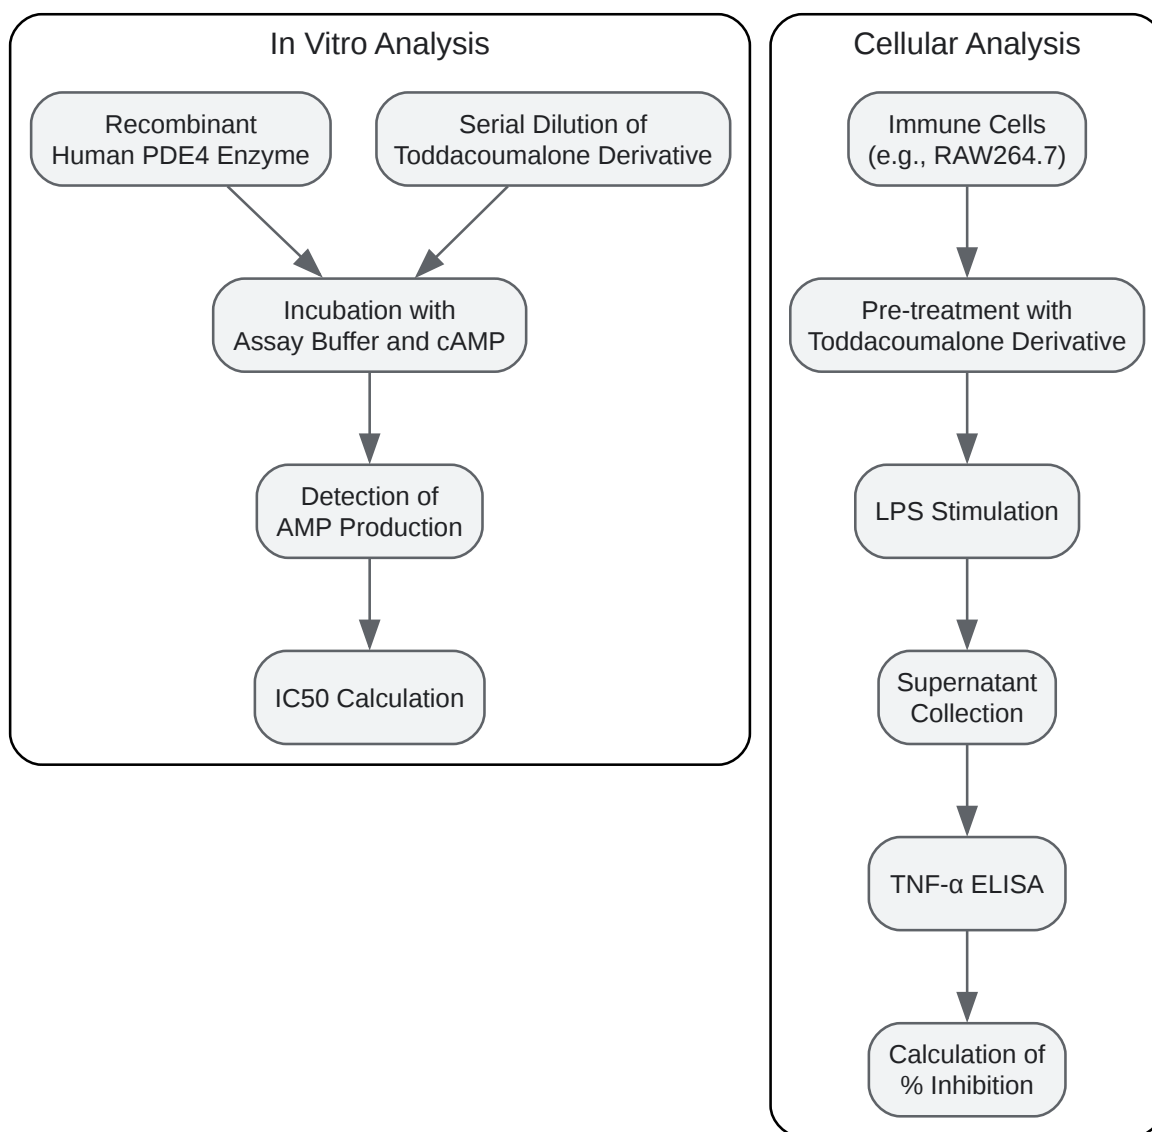 In Vitro Analysis
Recombinant
Human PDE4 Enzyme
Serial Dilution of
Toddacoumalone Derivative
Incubation with
Assay Buffer and cAMP
Detection of
AMP Production
IC50 Calculation
Cellular Analysis
Immune Cells
(e.g., RAW264.7)
Pre-treatment with
Toddacoumalone Derivative
LPS Stimulation
Supernatant
Collection
TNF-α ELISA
Calculation of
% Inhibition